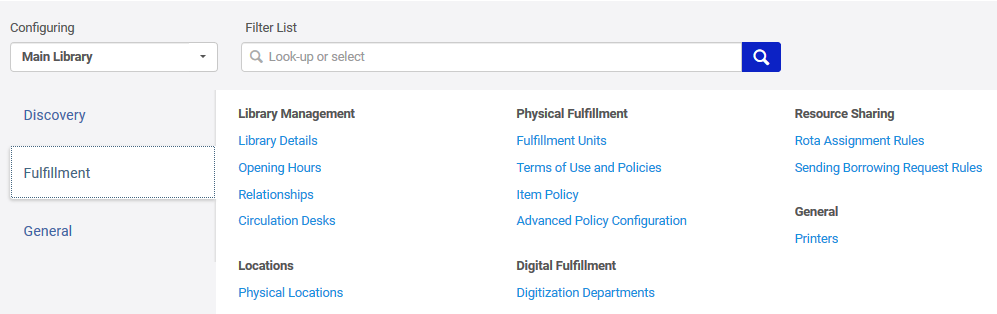 Configuring
Main Library
Filter List
Look-up or select
Discovery
Fulfillment
General
Library Management
Library Details
Opening Hours
Relationships
Circulation Desks
Locations
Physical Locations
Physical Fulfillment
Fulfillment Units
Terms of Use and Policies
Item Policy
Advanced Policy Configuration
Digital Fulfillment
Digitization Departments
Resource Sharing
Rota Assignment Rules
Sending Borrowing Request Rules
General
Printers